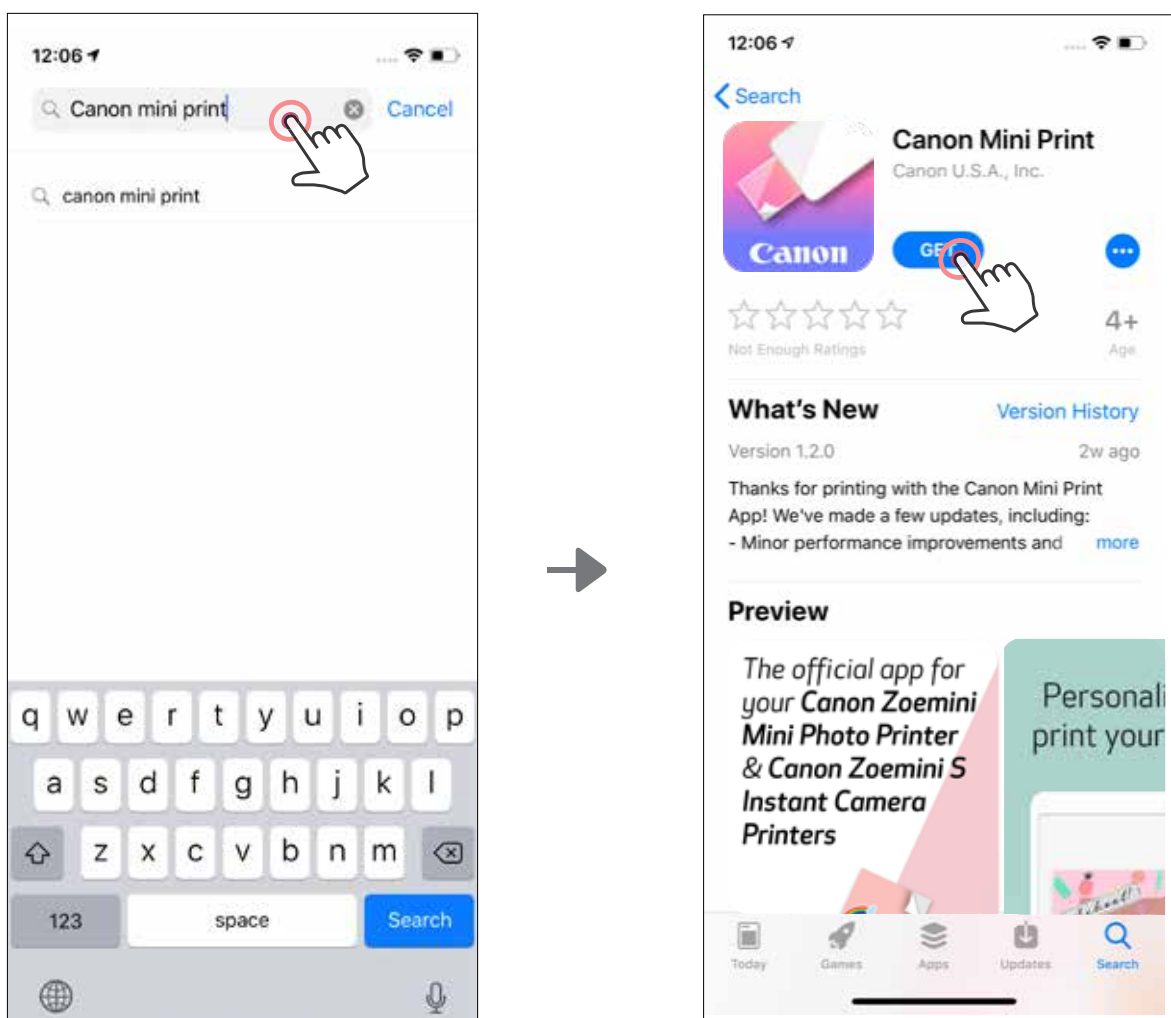 12:06
Canon mini print
Cancel
canon mini print
q w e r t y u i o p
a s d f g h j k l
z x c v b n m
123
space
Search
12:06
Search
Canon Mini Print
Canon U.S.A., Inc.
Canon
GET
Not Enough Ratings
4+
Age
What's New
Version History
Version 1.2.0
2w ago
Thanks for printing with the Canon Mini Print
App! We've made a few updates, including:
- Minor performance improvements and
more
Preview
The official app for
your Canon Zoemini
Mini Photo Printer
& Canon Zoemini S
Instant Camera
Printers
Personali
print your
Today
Games
Apps
Updates
Search